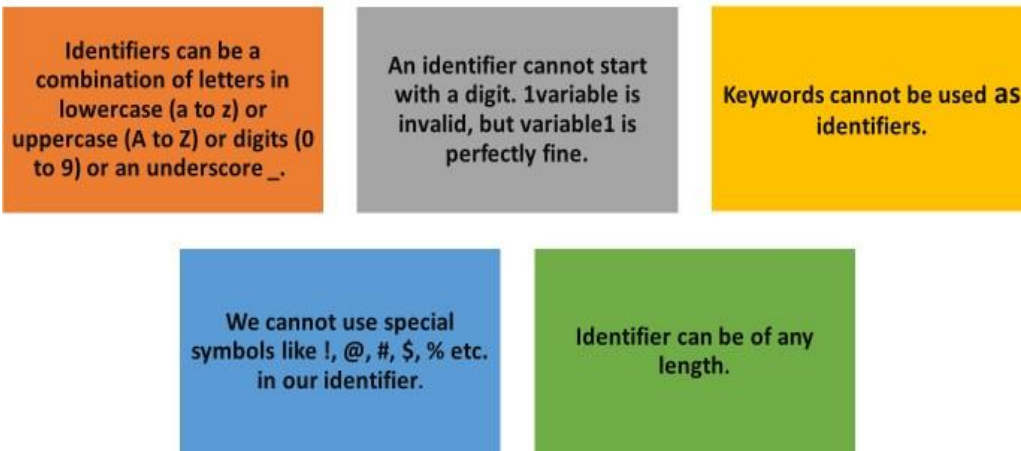 Identifiers can be a
combination of letters in
lowercase (a to z) or
uppercase (A to Z) or digits (0
to 9) or an underscore _.
An identifier cannot start
with a digit. 1variable is
invalid, but variable1 is
perfectly fine.
Keywords cannot be used as
identifiers.
We cannot use special
symbols like !, @, #, $, % etc.
in our identifier.
Identifier can be of any
length.